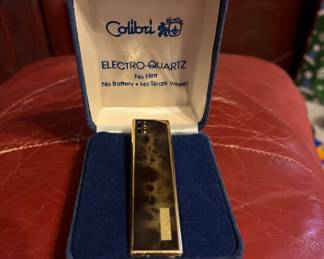 Colibri
ELECTRO-QUARTZ
No Flint
No Battery • No Spark Wheel